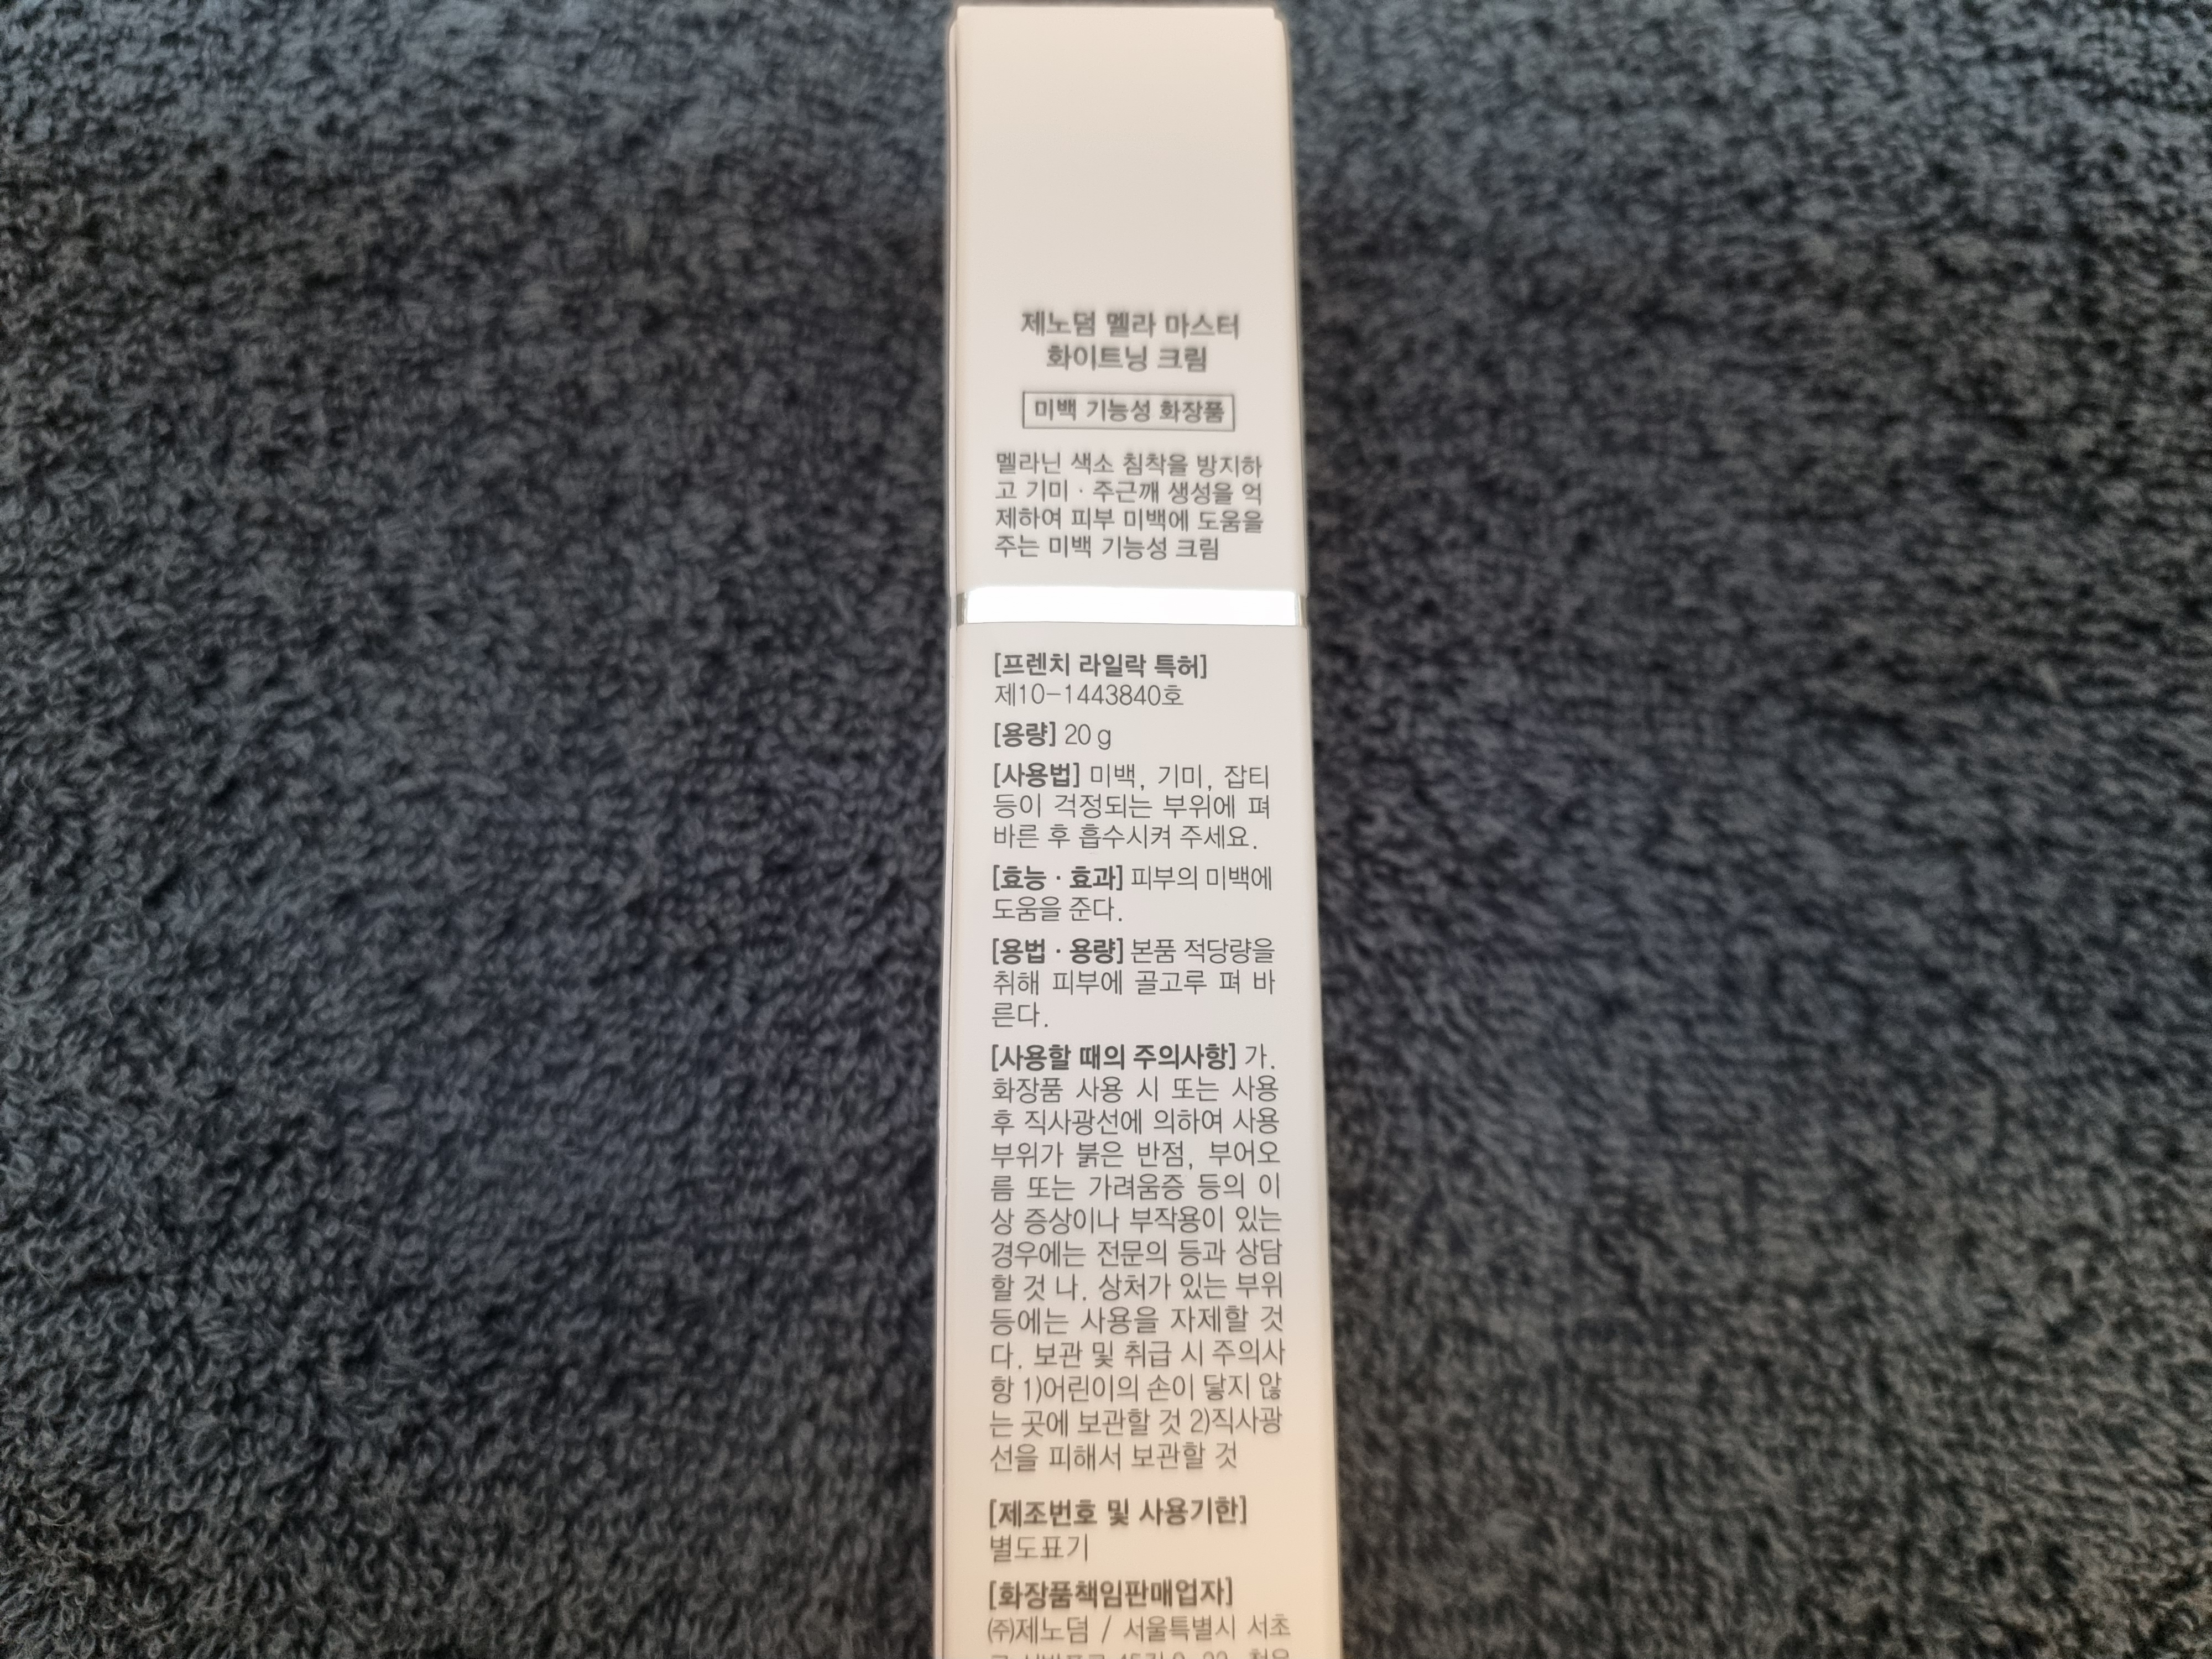 제노덤 멜라 마스터
화이트닝 크림
미백 기능성 화장품
멜라닌 색소 침착을 방지하
고 기미 · 주근깨 생성을 억
제하여 피부 미백에 도움을
주는 미백 기능성 크림
[프렌치 라일락 특허]
제10-1443840호
[용량] 20 g
[사용법] 미백, 기미, 잡티
등이 걱정되는 부위에 펴
바른 후 흡수시켜 주세요.
[효능 · 효과] 피부의 미백에
도움을 준다.
[용법 · 용량] 본품 적당량을
취해 피부에 골고루 펴 바
른다.
[사용할 때의 주의사항] 가.
화장품 사용 시 또는 사용
후 직사광선에 의하여 사용
부위가 붉은 반점, 부어오
름 또는 가려움증 등의 이
상 증상이나 부작용이 있는
경우에는 전문의 등과 상담
할 것 나. 상처가 있는 부위
등에는 사용을 자제할 것
다. 보관 및 취급 시 주의사
항 1)어린이의 손이 닿지 않
는 곳에 보관할 것 2)직사광
선을 피해서 보관할 것
[제조번호 및 사용기한]
별도표기
[화장품책임판매업자]
㈜제노덤 / 서울특별시 서초